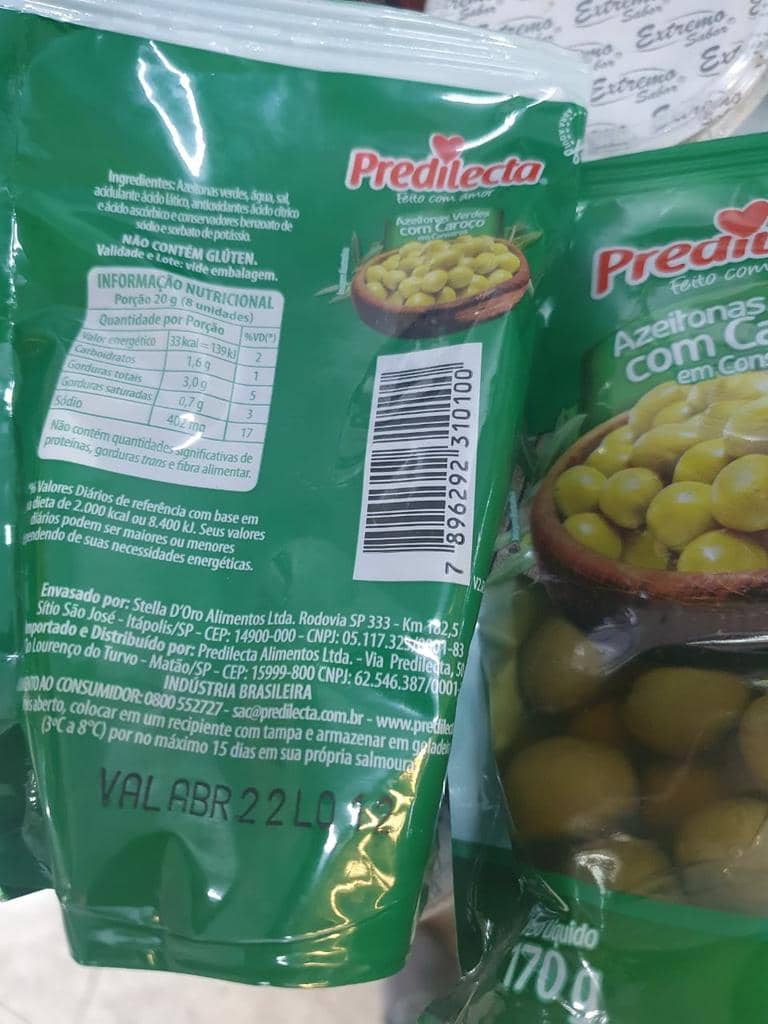 Extremo
Sabor
Extremo
Sabor
Predilecta
feito com amor
Azeitonas Verdes
com Caroço
em Conserva
Ingredientes: Azeitonas verdes, água, sal,
acidulante ácido lático, antioxidantes ácido cítrico
e ácido ascórbico e conservadores benzoato de
sódio e sorbato de potássio.
NÃO CONTÉM GLÚTEN.
Validade e Lote: vide embalagem.
INFORMAÇÃO NUTRICIONAL
Porção 20 g (8 unidades)
Quantidade por Porção %VD(*)
Valor energético 33 kcal = 139 kJ 2
Carboidratos 1,6 g 1
Gorduras totais 3,0 g 5
Gorduras saturadas 0,7 g 3
Sódio 402 mg 17
Não contém quantidades significativas de
proteínas, gorduras trans e fibra alimentar.
Valores Diários de referência com base em
dieta de 2.000 kcal ou 8.400 kJ. Seus valores
diários podem ser maiores ou menores
de suas necessidades energéticas.
7 896292 310100
Envasado por: Stella D'Oro Alimentos Ltda. Rodovia SP 333 - Km
Sítio São José - Itápolis/SP - CEP: 14900-000 - CNPJ:
e Distribuído por: Predilecta Alimentos Ltda. - Via Predilecta,
Lourenço do Turvo - Matão/SP - CEP: 15999-800 CNPJ: 62.546.387/0001-
INDÚSTRIA BRASILEIRA
AO CONSUMIDOR: 0800 552727 - sac@predilecta.com.br -
aberto, colocar em um recipiente com tampa e armazenar em
(3°C a 8°C) por no máximo 15 dias em sua própria salmoura
VAL ABR 22 LO
feito com
Azeitonas
com
em
170 g